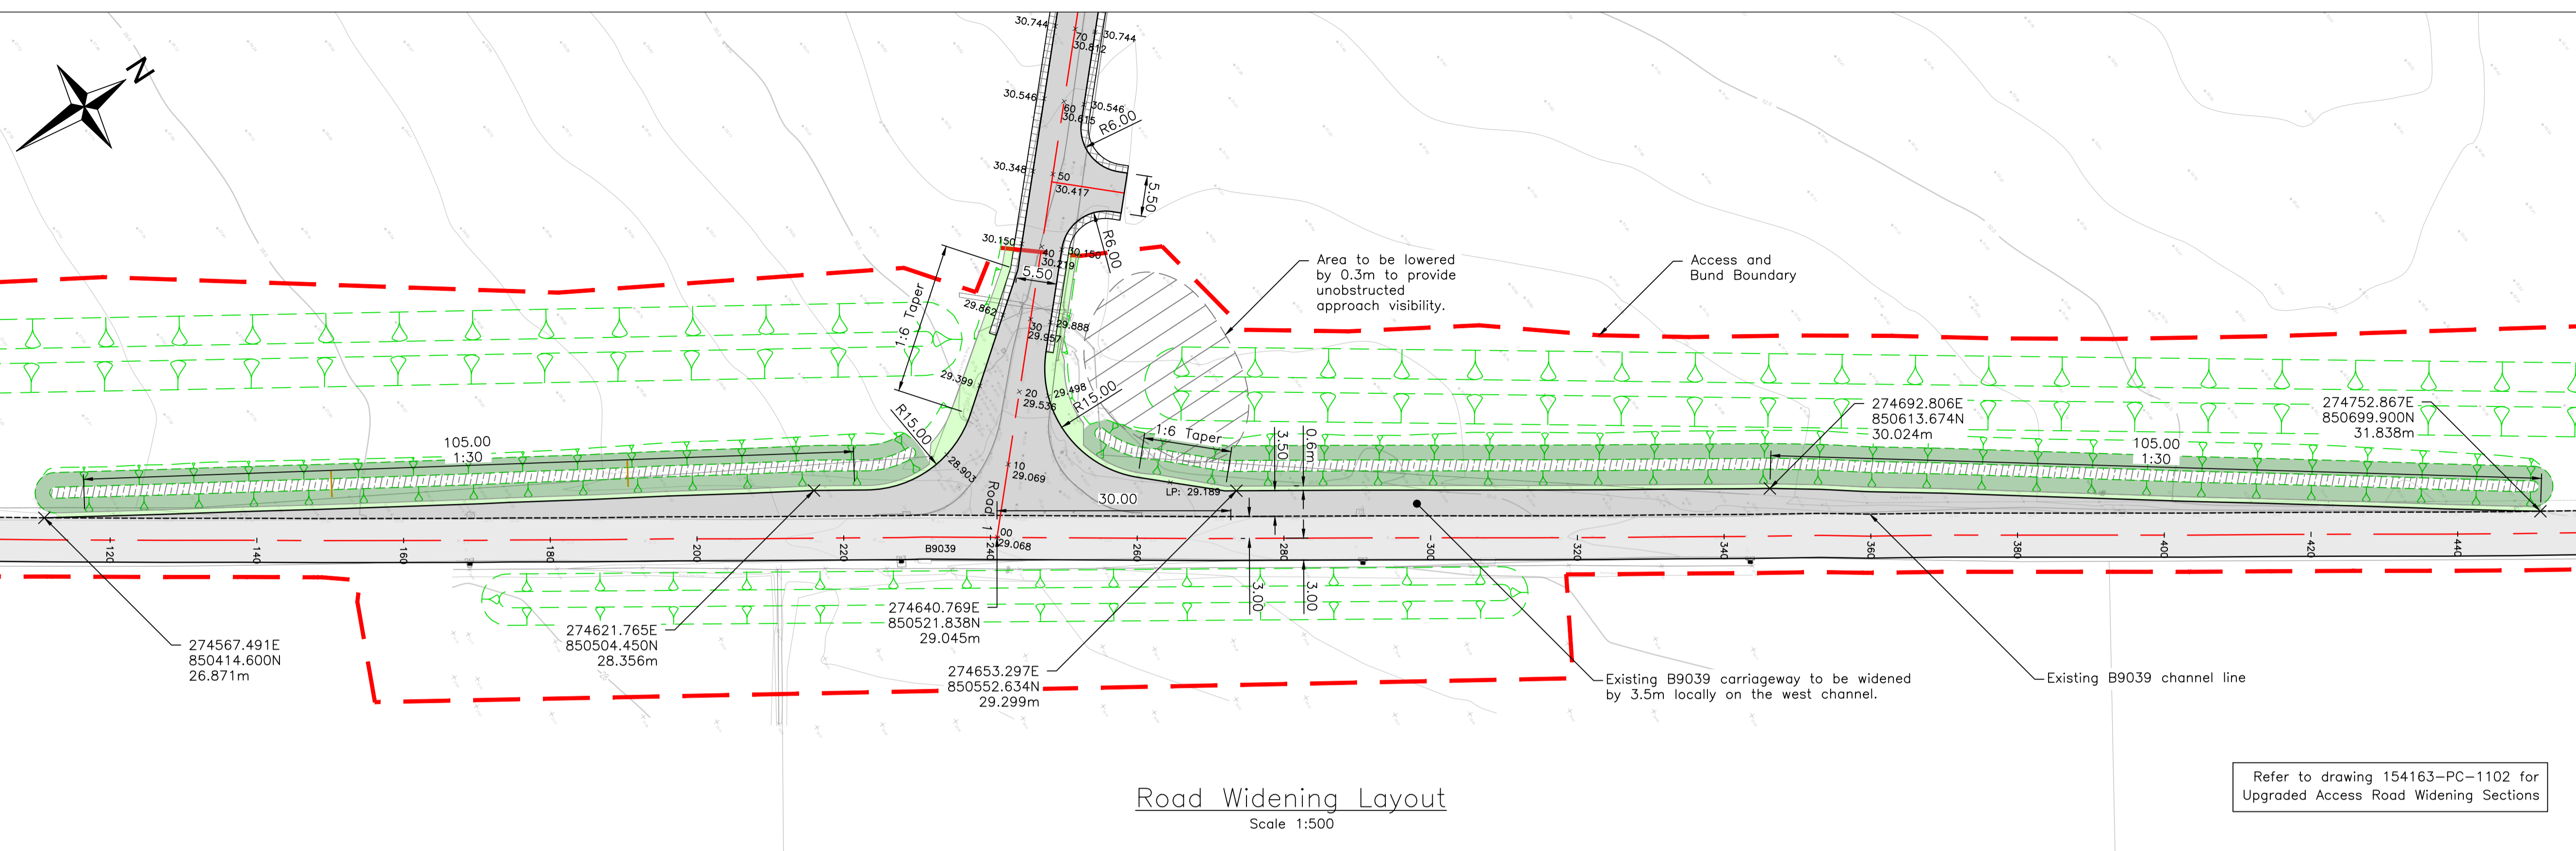 N
30.744
70
30.812
30.744
30.546
60
30.615
30.546
R6.00
30.348
50
30.417
5.50
R6.00
30.150
40
30.219
30.150
5.50
1:6 Taper
29.862
30
29.957
29.888
Area to be lowered
by 0.3m to provide
unobstructed
approach visibility.
Access and
Bund Boundary
29.399
20
29.536
29.498
R15.00
R15.00
1:6 Taper
105.00
1:30
28.903
10
29.069
LP: 29.189
30.00
3.50
0.6m
274692.806E
850613.674N
30.024m
274752.867E
850699.900N
31.838m
105.00
1:30
Road 1
00
29.068
B9039
120
140
160
180
200
220
240
260
280
300
320
340
360
380
400
420
440
3.00
3.00
274567.491E
850414.600N
26.871m
274621.765E
850504.450N
28.356m
274640.769E
850521.838N
29.045m
274653.297E
850552.634N
29.299m
Existing B9039 carriageway to be widened
by 3.5m locally on the west channel.
Existing B9039 channel line
Road Widening Layout
Scale 1:500
Refer to drawing 154163-PC-1102 for
Upgraded Access Road Widening Sections